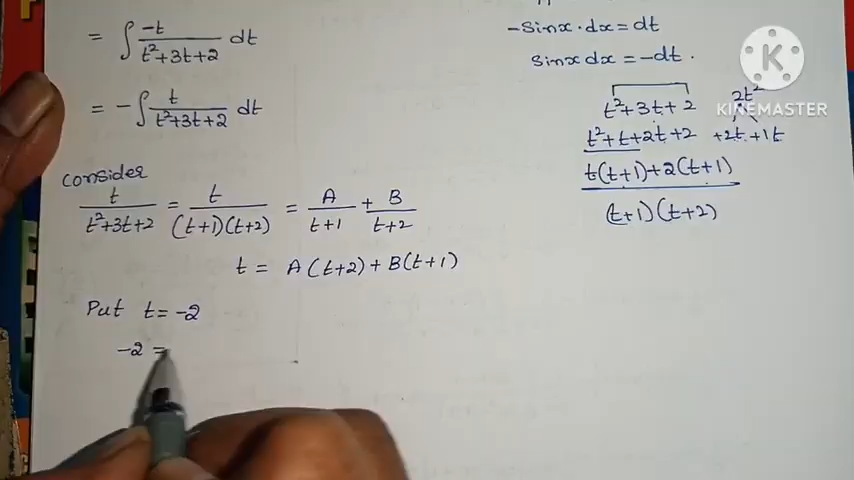 = ∫ -t / t²+3t+2 dt
= -∫ t / t²+3t+2 dt
consider
t / t²+3t+2 = t / (t+1)(t+2) = A / t+1 + B / t+2
t = A(t+2) + B(t+1)
Put t = -2
-2 =
-sinx·dx = dt
sinx dx = -dt.
t²+3t+2
2t²
t²+t+2t+2 +2t +1t
t(t+1)+2(t+1)
(t+1)(t+2)
KINEMASTER